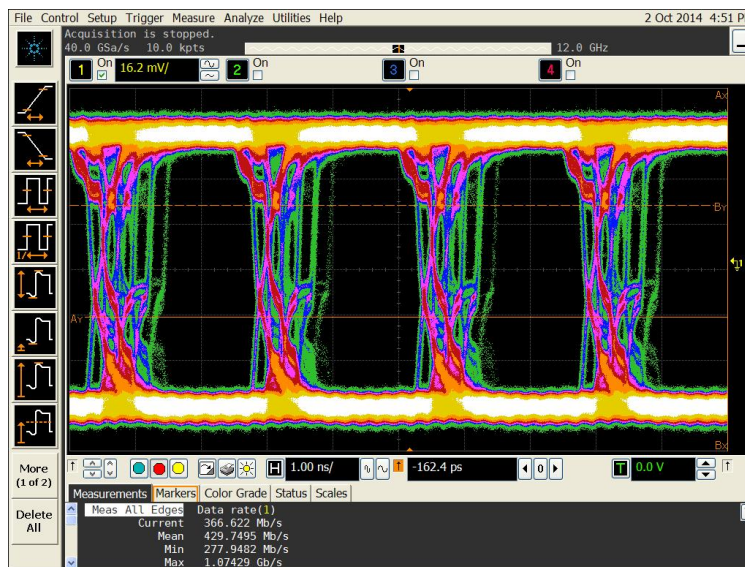 File Control Setup Trigger Measure Analyze Utilities Help 2 Oct 2014 4:51 P
Acquisition is stopped.
40.0 GSa/s 10.0 kpts 12.0 GHz
1 On 16.2 mV/ 2 On 3 On 4 On
Ax
By
1
Ay
Bx
1/
More
(1 of 2)
Delete
All
H 1.00 ns/ -162.4 ps 0 T 0.0 V
Measurements Markers Color Grade Status Scales
Meas All Edges Data rate(1)
Current 366.622 Mb/s
Mean 429.7495 Mb/s
Min 277.9482 Mb/s
Max 1.07429 Gb/s